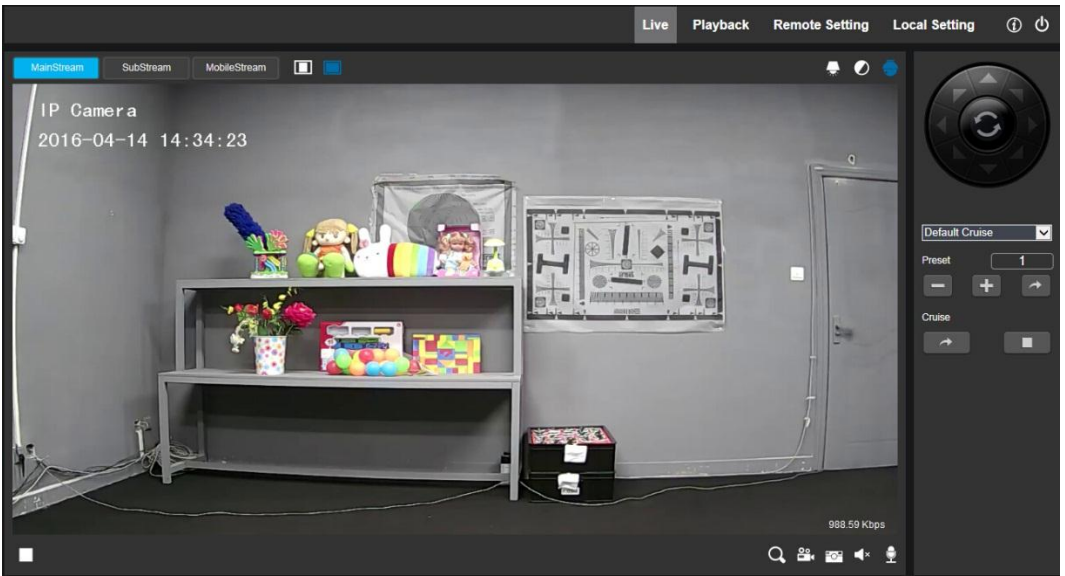 Live Playback Remote Setting Local Setting
MainStream SubStream MobileStream
IP Camera
2016-04-14 14:34:23
Default Cruise
Preset 1
Cruise
988.59 Kbps